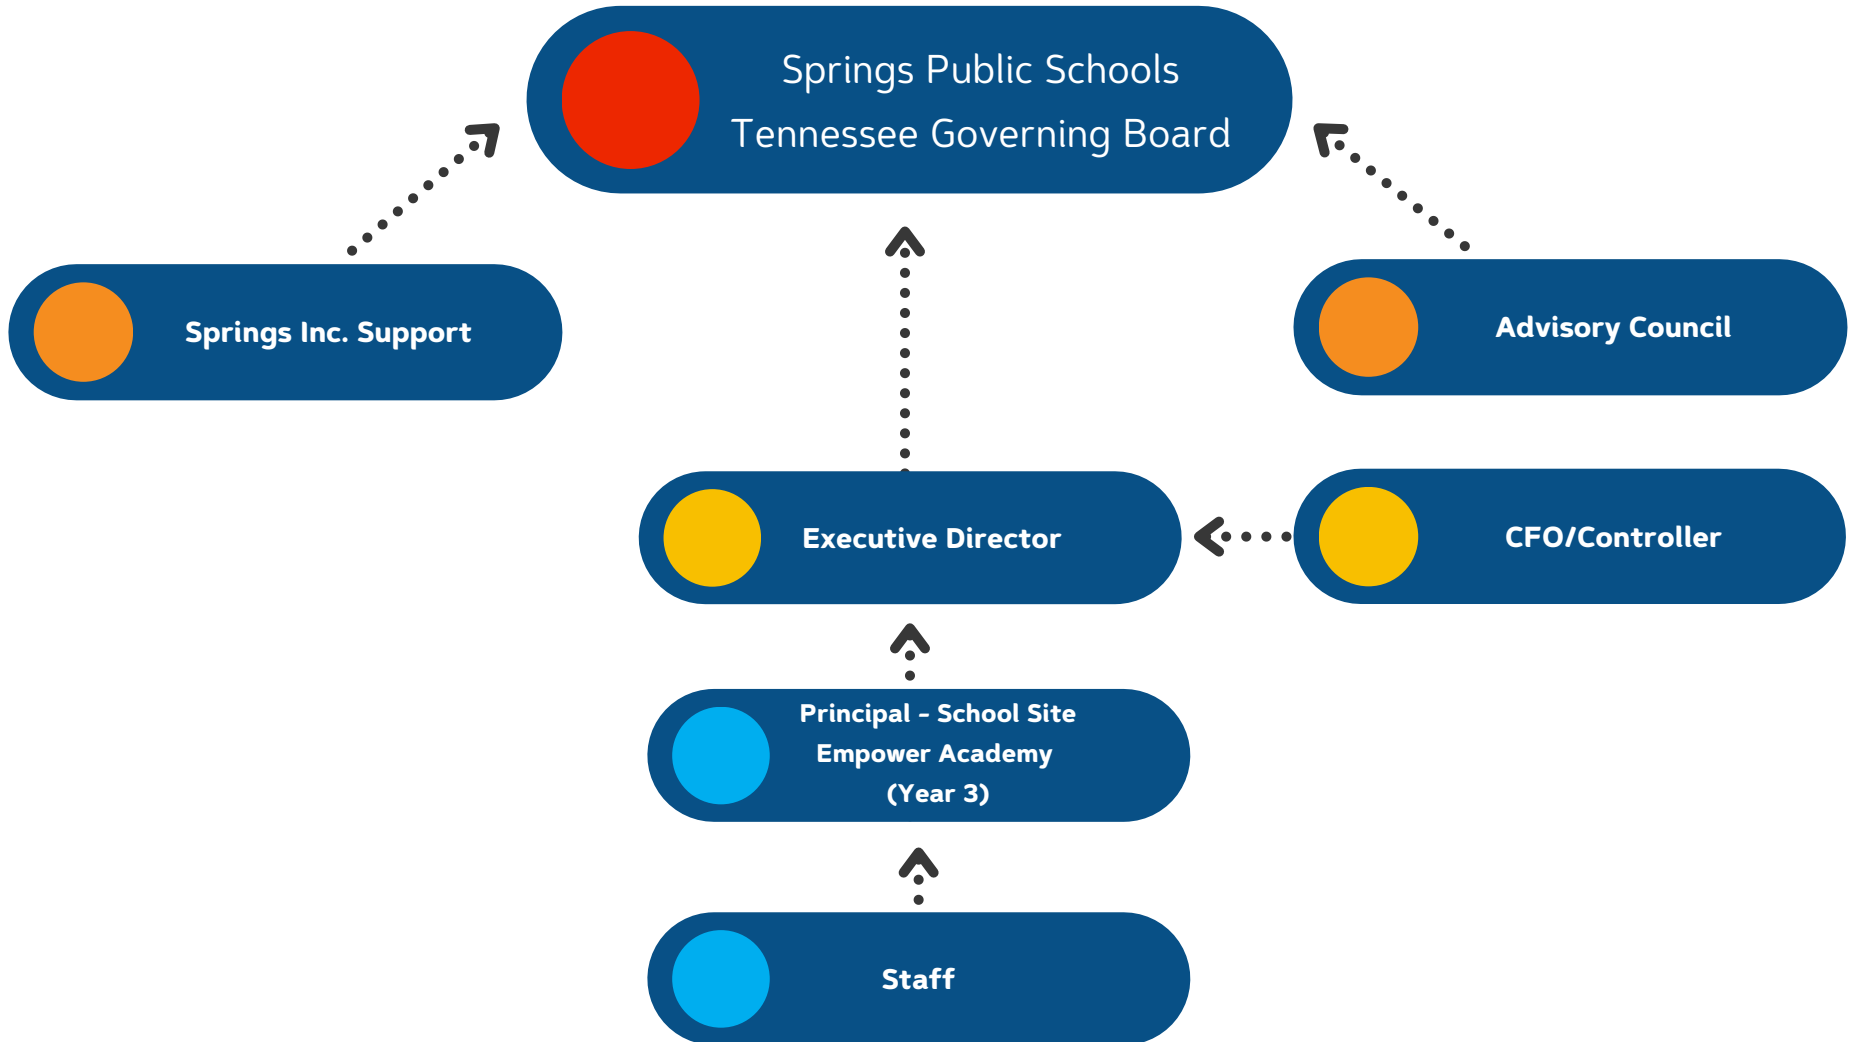 Springs Public Schools
Tennessee Governing Board
Springs Inc. Support
Advisory Council
Executive Director
CFO/Controller
Principal - School Site
Empower Academy
(Year 3)
Staff